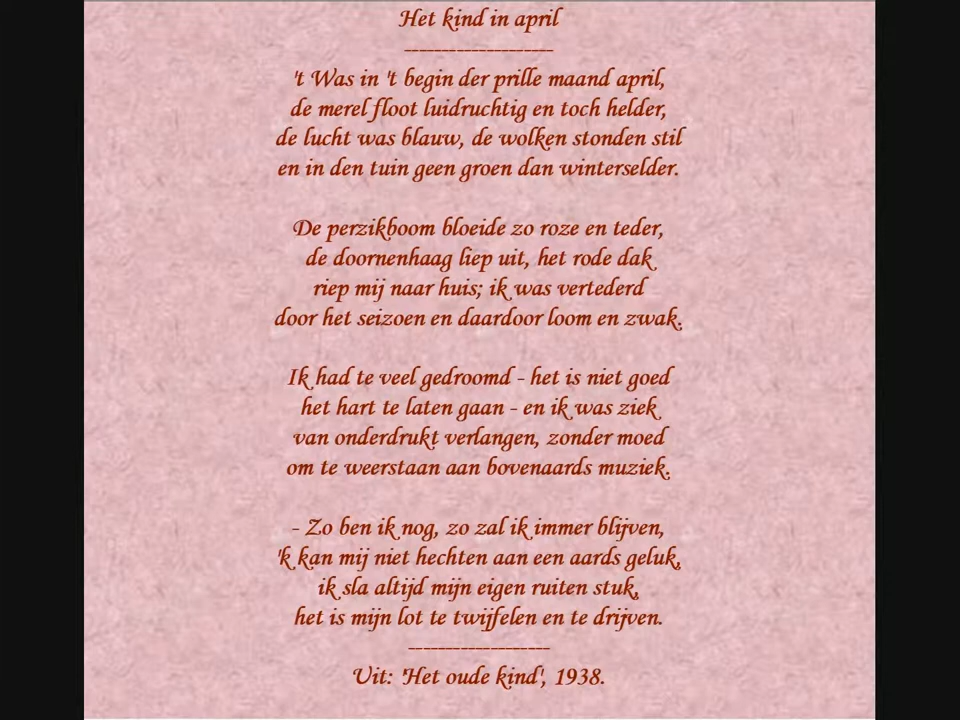 Het kind in april
--------------------
't Was in 't begin der prille maand april,
de merel floot luidruchtig en toch helder,
de lucht was blauw, de wolken stonden stil
en in den tuin geen groen dan winterselder.
De perzikboom bloeide zo roze en teder,
de doornenhaag liep uit, het rode dak
riep mij naar huis; ik was vertederd
door het seizoen en daardoor loom en zwak.
Ik had te veel gedroomd - het is niet goed
het hart te laten gaan - en ik was ziek
van onderdrukt verlangen, zonder moed
om te weerstaan aan bovenaards muziek.
- Zo ben ik nog, zo zal ik immer blijven,
'k kan mij niet hechten aan een aards geluk,
ik sla altijd mijn eigen ruiten stuk,
het is mijn lot te twijfelen en te drijven.
-------------------
Uit: 'Het oude kind', 1938.